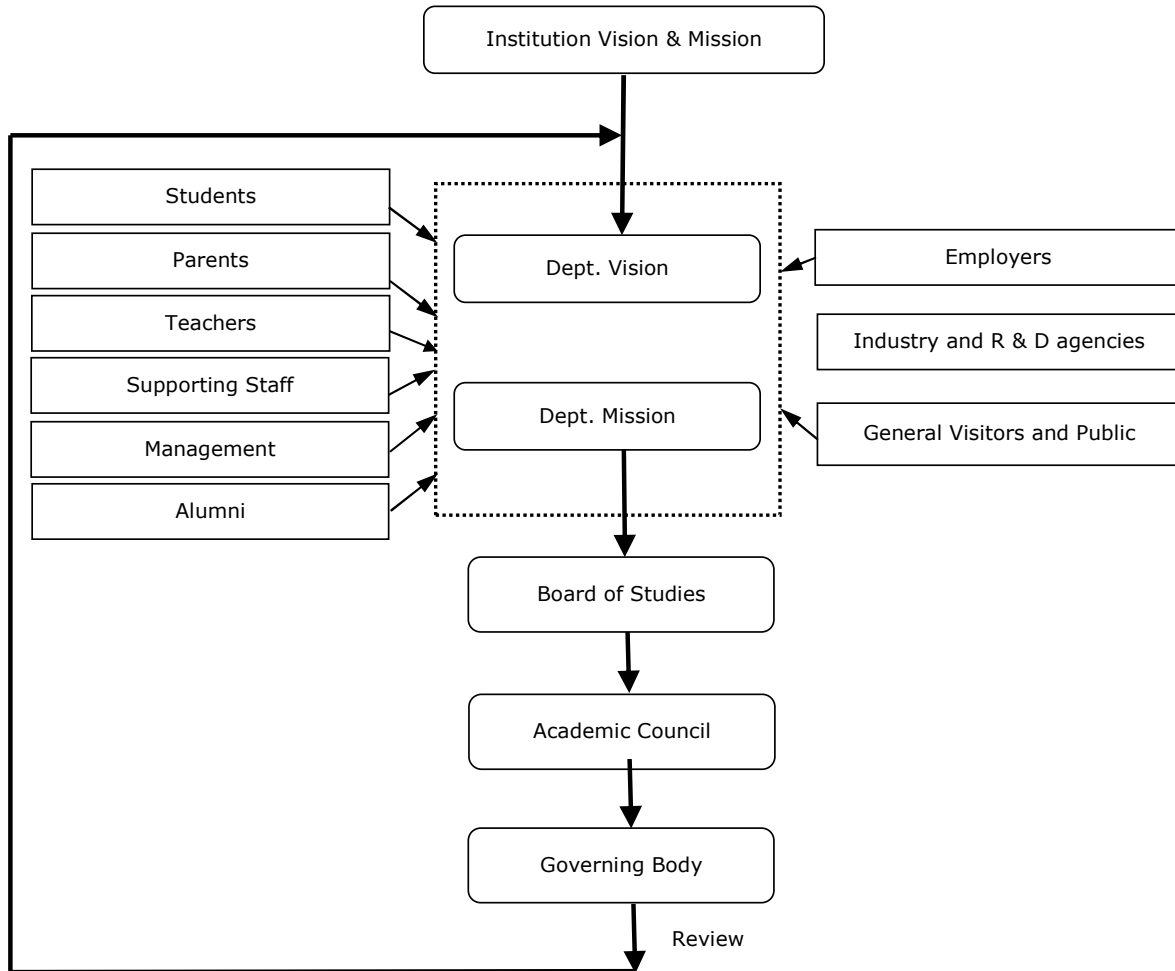 Institution Vision & Mission
Students
Parents
Teachers
Supporting Staff
Management
Alumni
Dept. Vision
Dept. Mission
Employers
Industry and R & D agencies
General Visitors and Public
Board of Studies
Academic Council
Governing Body
Review